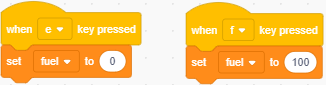 when e key pressed
set fuel to 0
when f key pressed
set fuel to 100